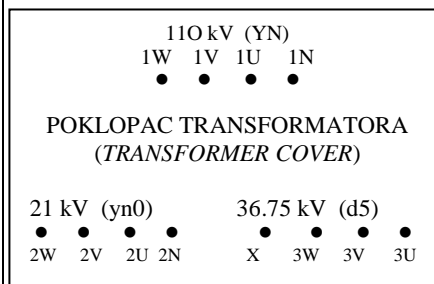 11O kV (YN)
1W 1V 1U 1N
POKLOPAC TRANSFORMATORA
(TRANSFORMER COVER)
21 kV (yn0) 36.75 kV (d5)
2W 2V 2U 2N X 3W 3V 3U